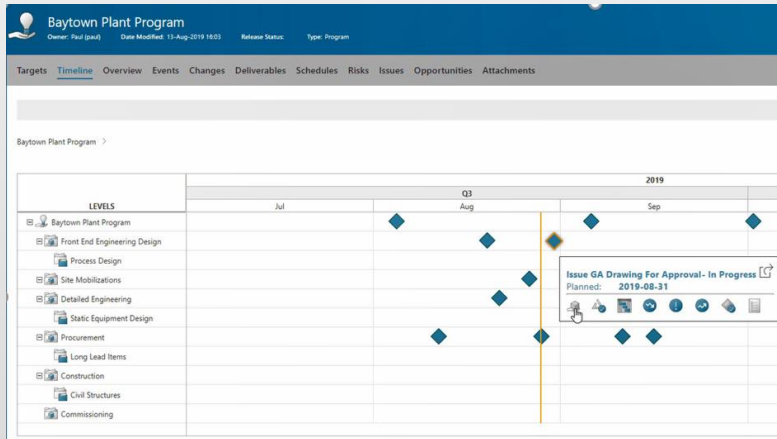 Baytown Plant Program
Owner: Paul (paul) Date Modified: 13-Aug-2019 16:03 Release Status: Type: Program
Targets Timeline Overview Events Changes Deliverables Schedules Risks Issues Opportunities Attachments
Baytown Plant Program >
2019
Q3
LEVELS Jul Aug Sep
Baytown Plant Program
Front End Engineering Design
Process Design
Site Mobilizations
Issue GA Drawing For Approval- In Progress
Planned: 2019-08-31
Detailed Engineering
Static Equipment Design
Procurement
Long Lead Items
Construction
Civil Structures
Commissioning